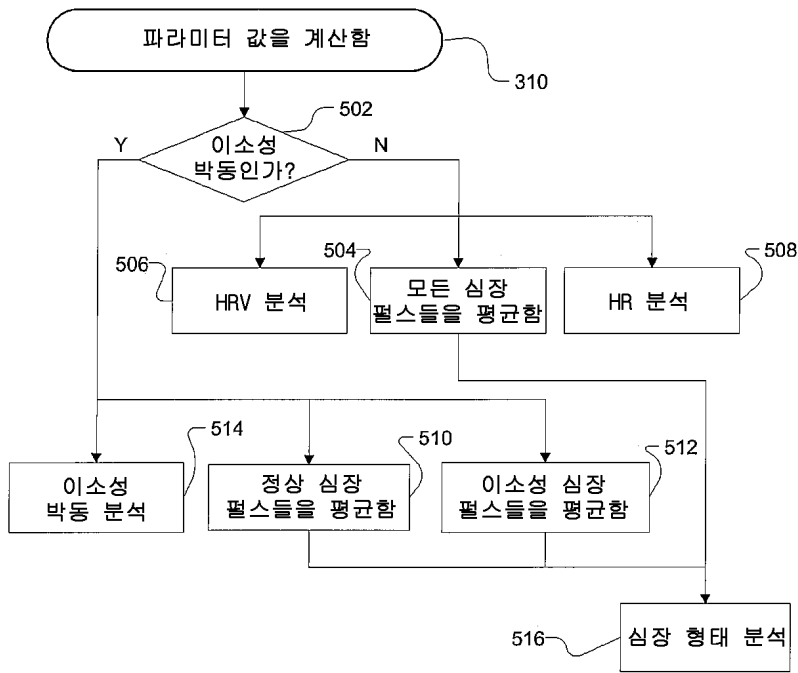 파라미터 값을 계산함
310
502
이소성
박동인가?
Y
N
506
HRV 분석
504
모든 심장
펄스들을 평균함
508
HR 분석
514
이소성
박동 분석
510
정상 심장
펄스들을 평균함
512
이소성 심장
펄스들을 평균함
516
심장 형태 분석